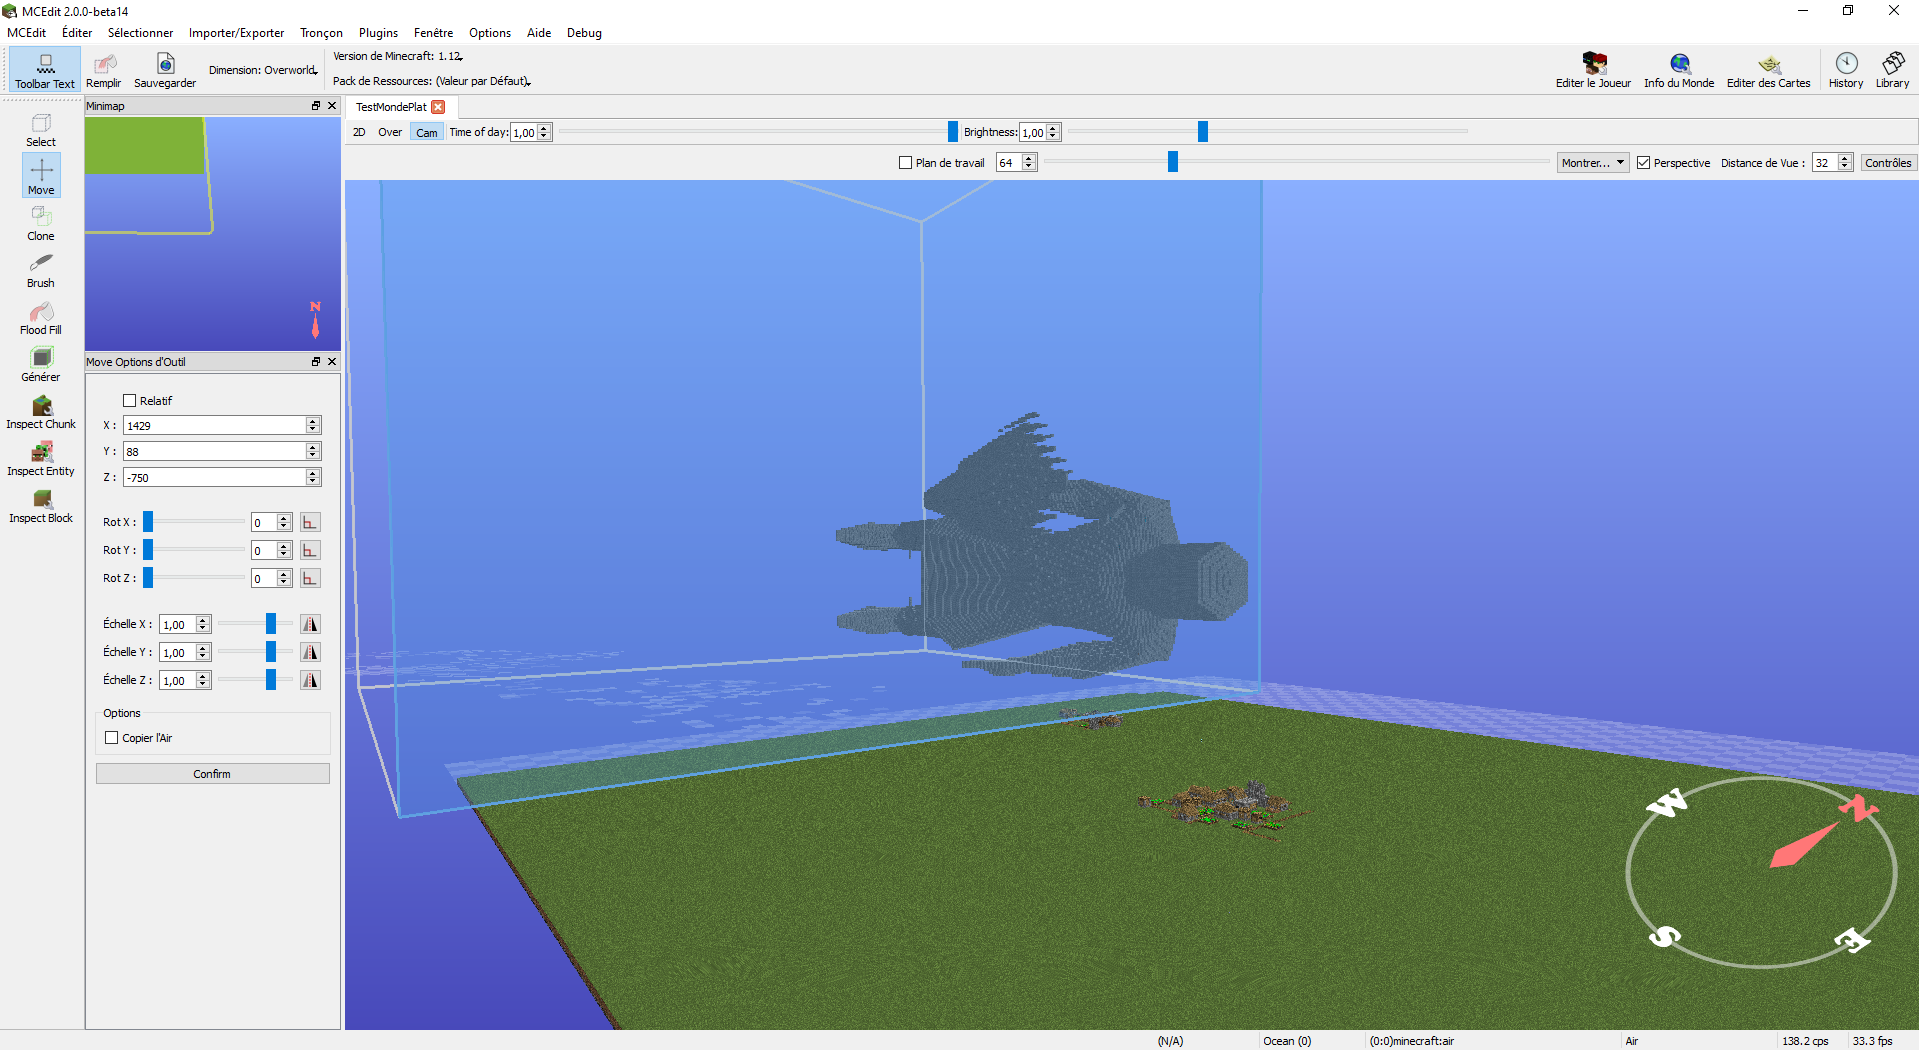 MCEdit 2.0.0-beta14
MCEdit Éditer Sélectionner Importer/Exporter Tronçon Plugins Fenêtre Options Aide Debug
Toolbar Text Remplir Sauvegarder Dimension: Overworld
Version de Minecraft: 1.12
Pack de Ressources: (Valeur par Défaut)
Editer le Joueur Info du Monde Editer des Cartes History Library
Minimap
TestMondePlat
2D Over Cam Time of day: 1,00 Brightness: 1,00
Plan de travail 64 Montrer... Perspective Distance de Vue : 32 Contrôles
Select
Move
Clone
Brush
Flood Fill
Générer
Inspect Chunk
Inspect Entity
Inspect Block
N
Move Options d'Outil
Relatif
X : 1429
Y : 88
Z : -750
Rot X : 0
Rot Y : 0
Rot Z : 0
Échelle X : 1,00
Échelle Y : 1,00
Échelle Z : 1,00
Options
Copier l'Air
Confirm
W N
S E
(N/A) Ocean (0) (0:0)minecraft:air Air 138.2 cps 33.3 fps